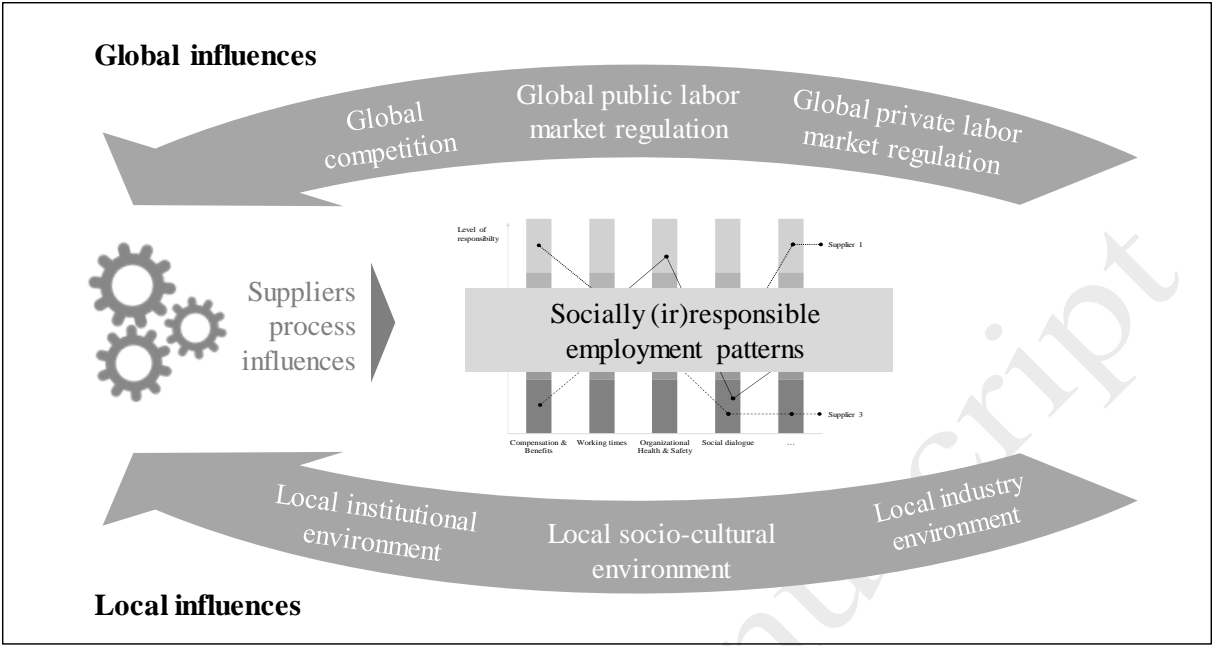 Global influences
Global
competition
Global public labor
market regulation
Global private labor
market regulation
Suppliers
process
influences
Level of
responsibilty
Supplier 1
Socially (ir)responsible
employment patterns
Supplier 3
Compensation &
Benefits
Working times
Organizational
Health & Safety
Social dialogue
…
Local institutional
environment
Local socio-cultural
environment
Local industry
environment
Local influences